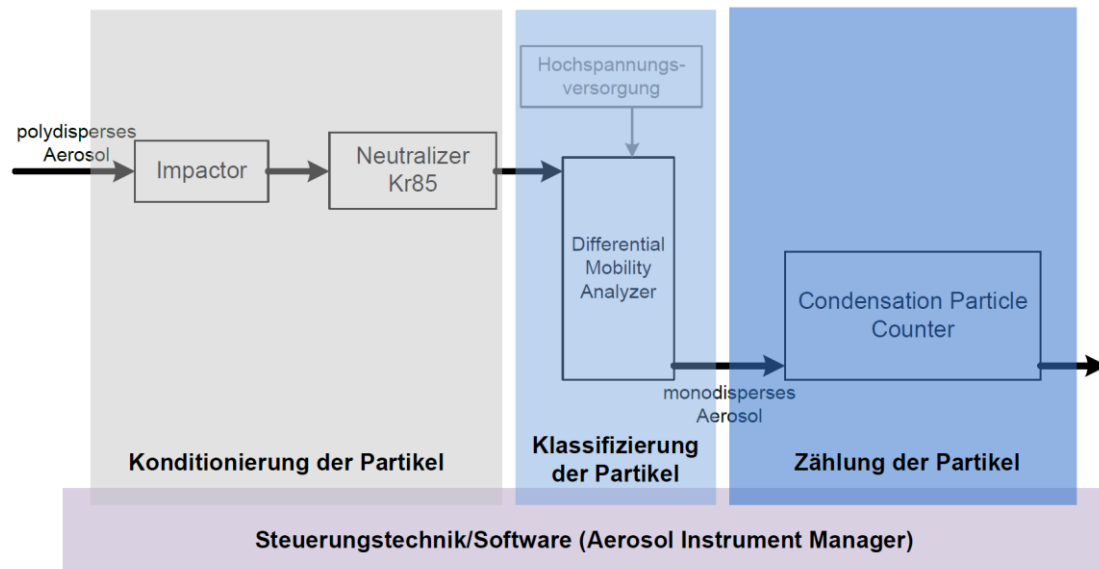 Hochspannungs-
versorgung
polydisperses
Aerosol
Impactor
Neutralizer
Kr85
Differential
Mobility
Analyzer
Condensation Particle
Counter
monodisperses
Aerosol
Konditionierung der Partikel
Klassifizierung
der Partikel
Zählung der Partikel
Steuerungstechnik/Software (Aerosol Instrument Manager)